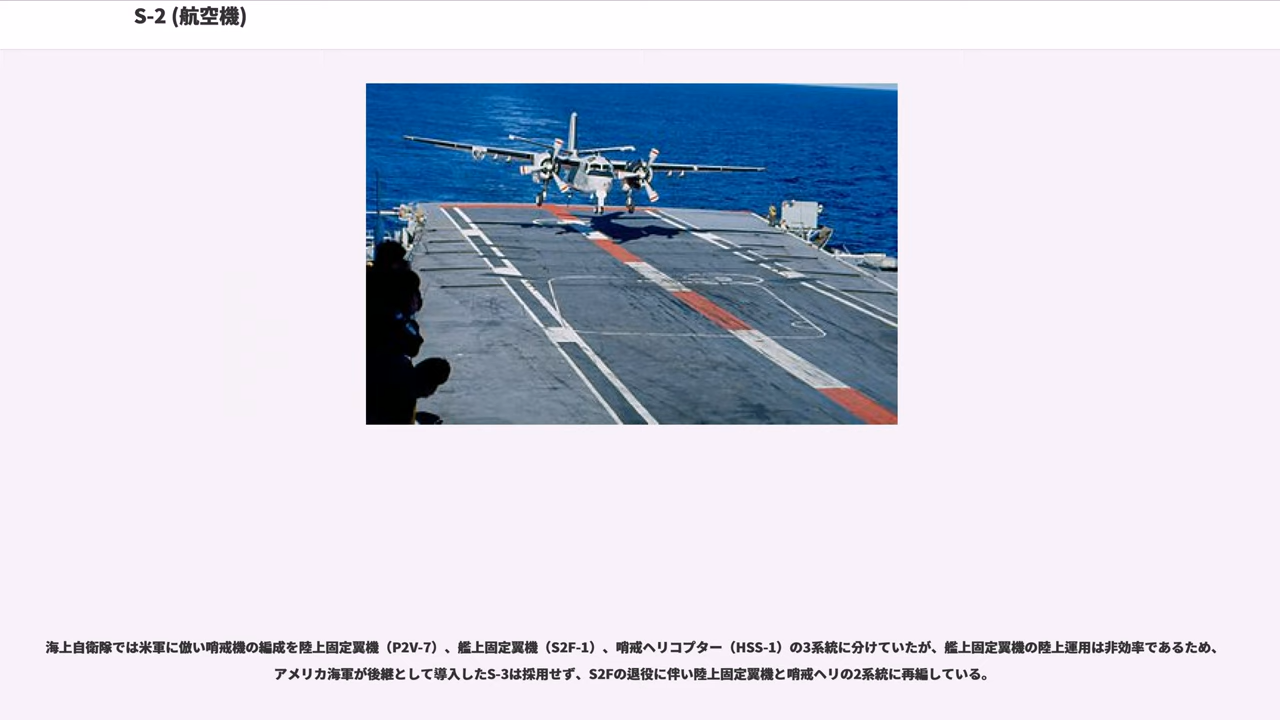 S-2 (航空機)
海上自衛隊では米軍に倣い哨戒機の編成を陸上固定翼機（P2V-7）、艦上固定翼機（S2F-1）、哨戒ヘリコプター（HSS-1）の3系統に分けていたが、艦上固定翼機の陸上運用は非効率であるため、
アメリカ海軍が後継として導入したS-3は採用せず、S2Fの退役に伴い陸上固定翼機と哨戒ヘリの2系統に再編している。